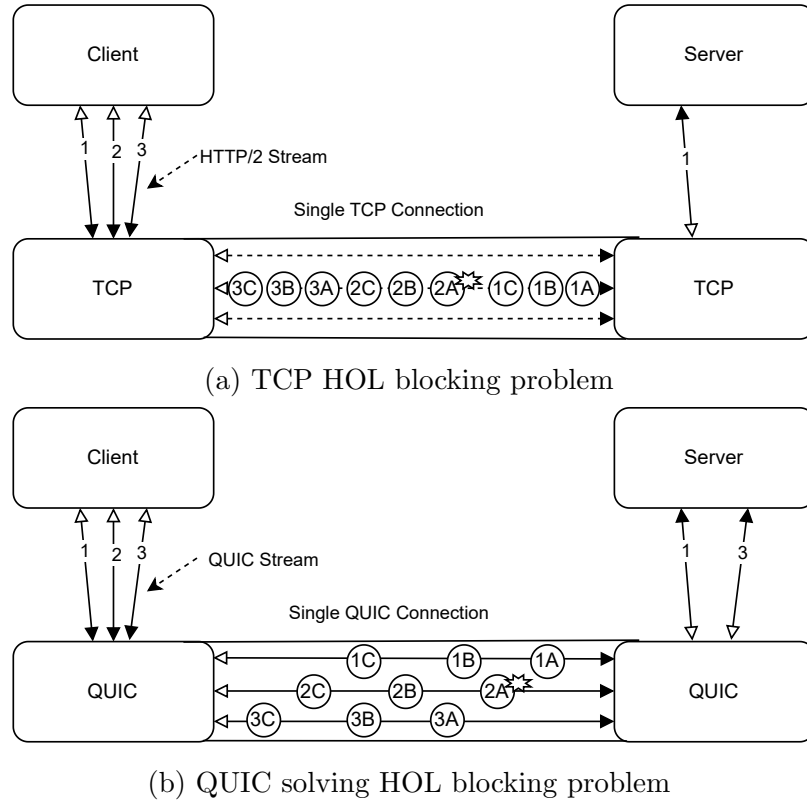 Client
Server
1 2 3
1
HTTP/2 Stream
Single TCP Connection
TCP
3C 3B 3A 2C 2B 2A 1C 1B 1A
TCP
(a) TCP HOL blocking problem
Client
Server
1 2 3
1 3
QUIC Stream
Single QUIC Connection
1C 1B 1A
QUIC
2C 2B 2A
QUIC
3C 3B 3A
(b) QUIC solving HOL blocking problem